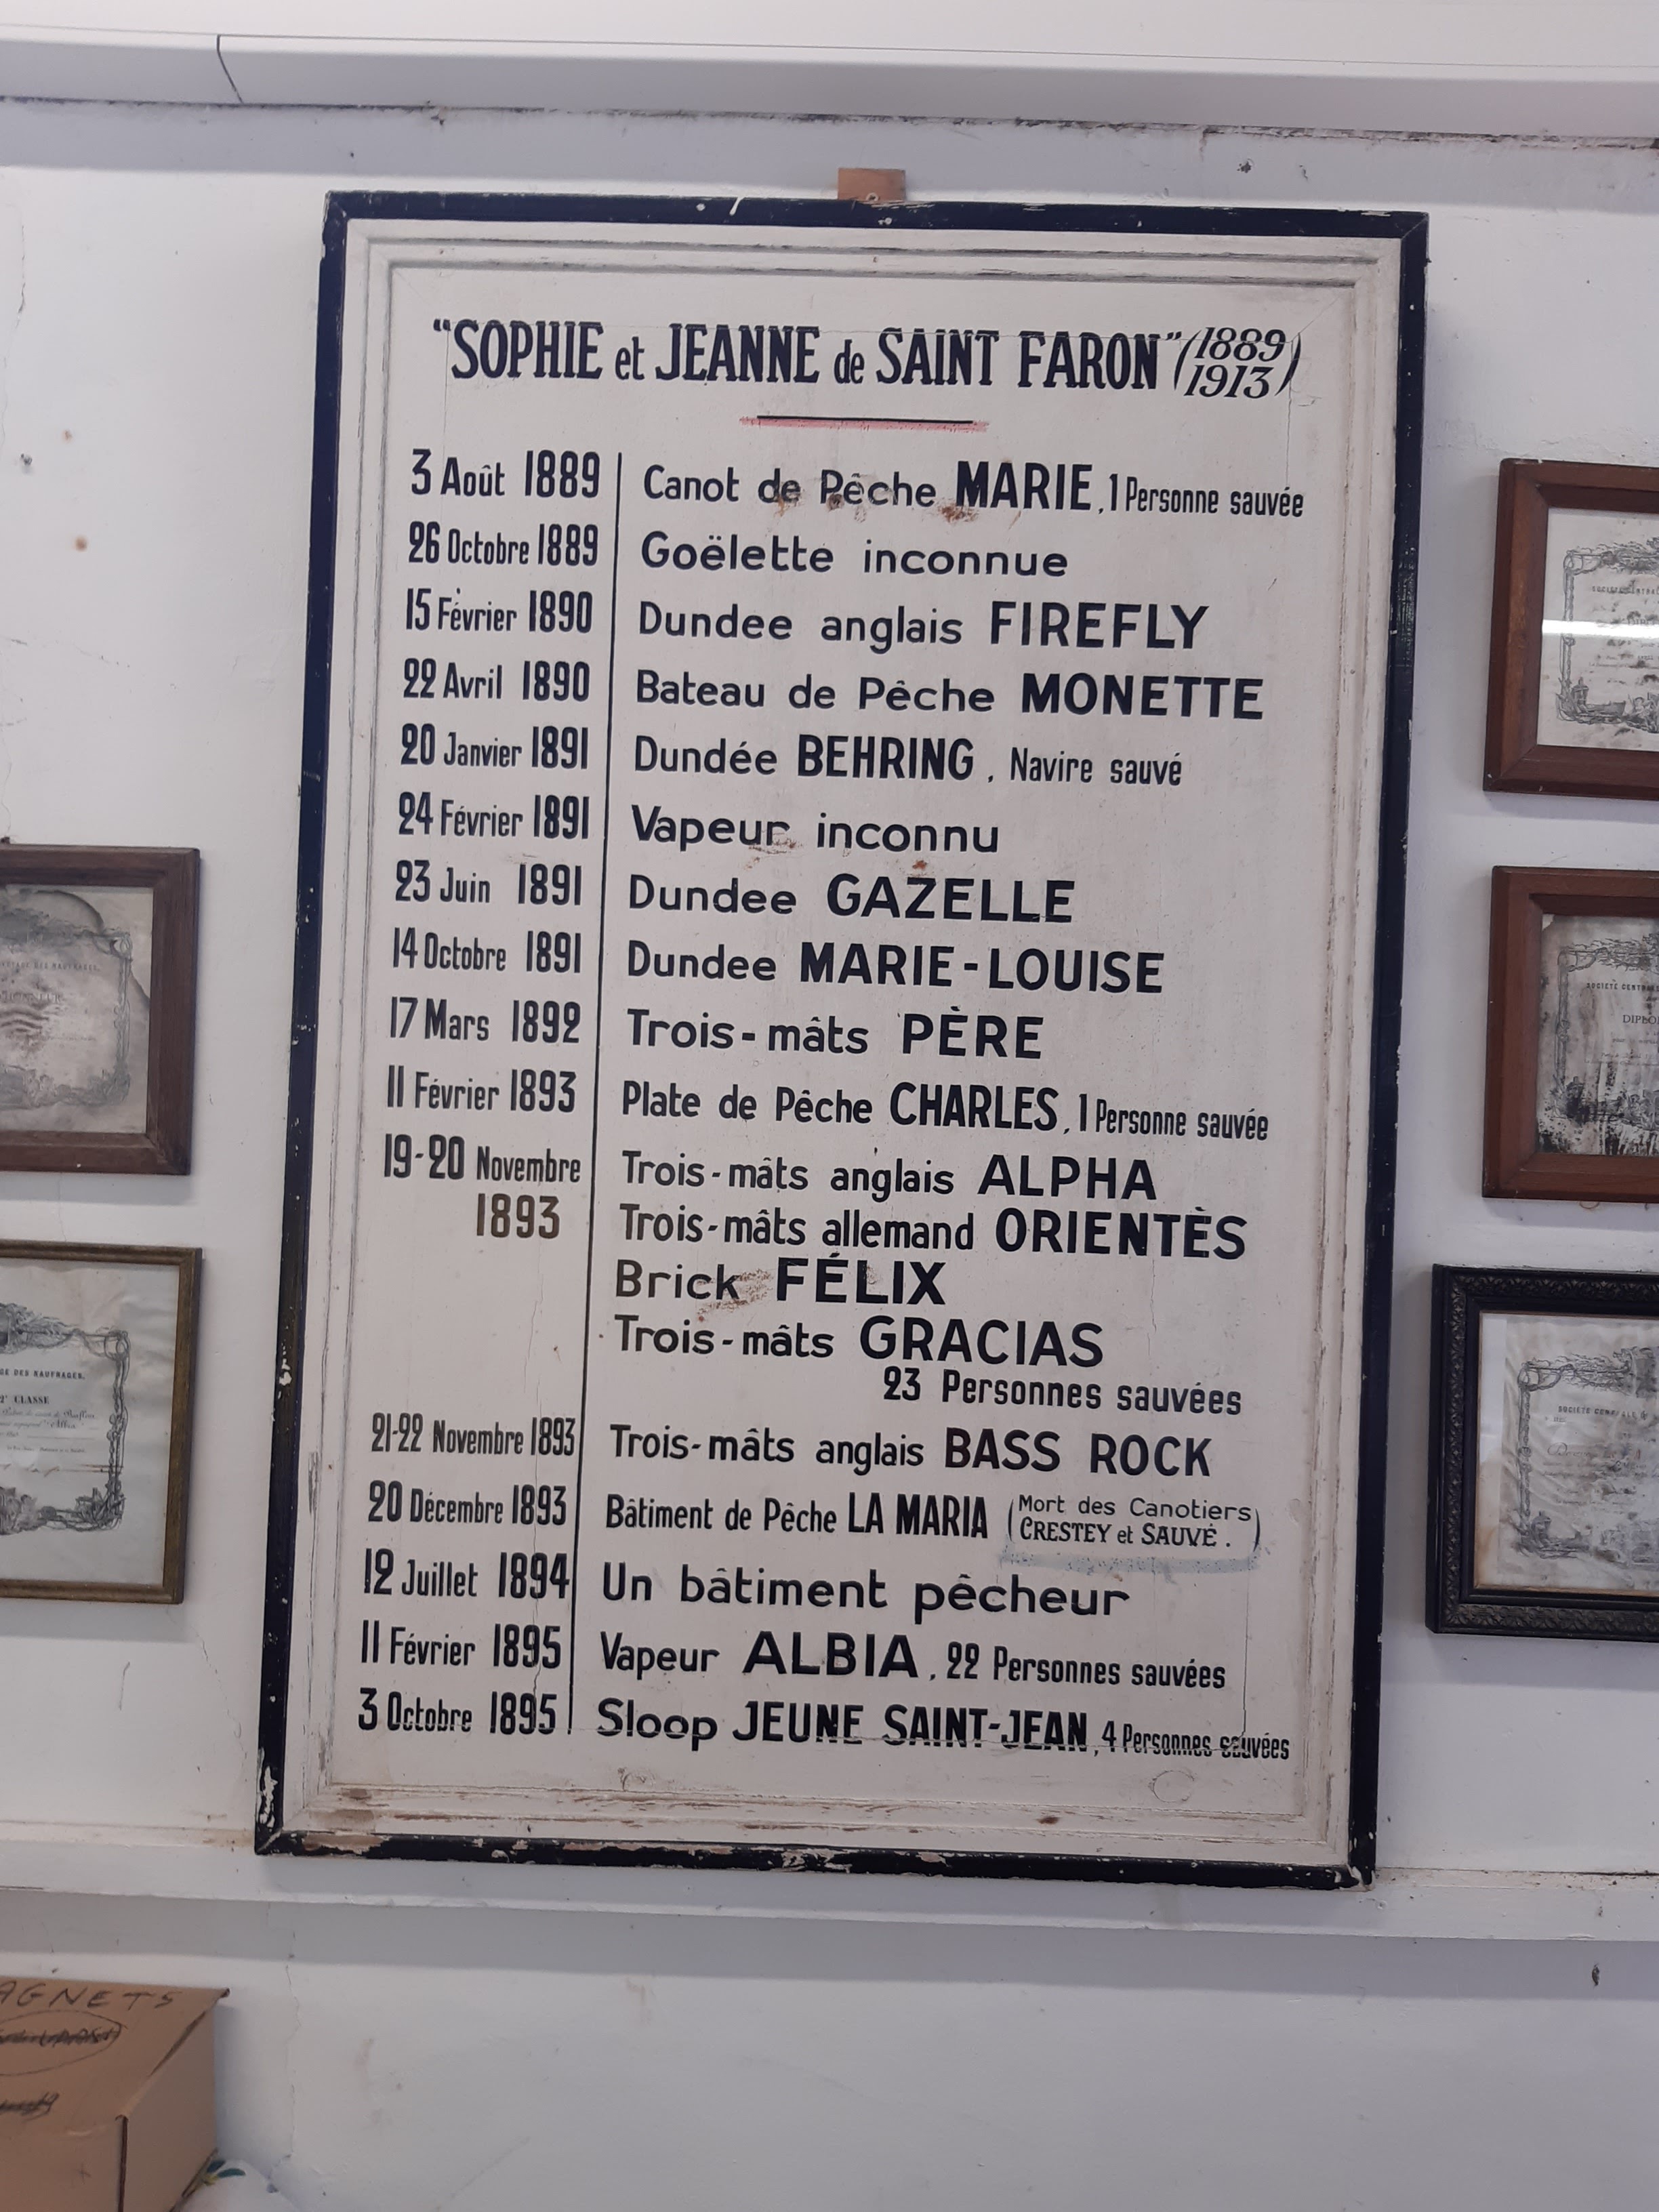 "SOPHIE et JEANNE de SAINT FARON" (1889 1913)
3 Août 1889 Canot de Pêche MARIE, 1 Personne sauvée
26 Octobre 1889 Goëlette inconnue
15 Février 1890 Dundee anglais FIREFLY
22 Avril 1890 Bateau de Pêche MONETTE
20 Janvier 1891 Dundée BEHRING, Navire sauvé
24 Février 1891 Vapeur inconnu
23 Juin 1891 Dundee GAZELLE
14 Octobre 1891 Dundee MARIE-LOUISE
17 Mars 1892 Trois-mâts PÈRE
11 Février 1893 Plate de Pêche CHARLES, 1 Personne sauvée
19-20 Novembre Trois-mâts anglais ALPHA
1893 Trois-mâts allemand ORIENTÈS
Brick FÉLIX
Trois-mâts GRACIAS
23 Personnes sauvées
21-22 Novembre 1893 Trois-mâts anglais BASS ROCK
20 Décembre 1893 Bâtiment de Pêche LA MARIA (Mort des Canotiers
CRESTEY et SAUVÉ.)
12 Juillet 1894 Un bâtiment pêcheur
11 Février 1895 Vapeur ALBIA, 22 Personnes sauvées
3 Octobre 1895 Sloop JEUNE SAINT-JEAN, 4 Personnes sauvées
DES NAUFRAGES.
2e CLASSE
SOCIÉTÉ
DIPLO
AGNETS